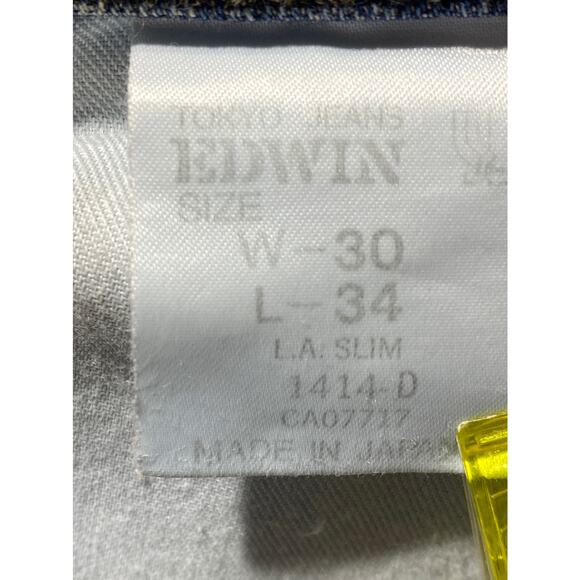 TOKYO JEANS
EDWIN
SIZE
W-30
L-34
L.A. SLIM
1414-D
CA07717
MADE IN JAPAN